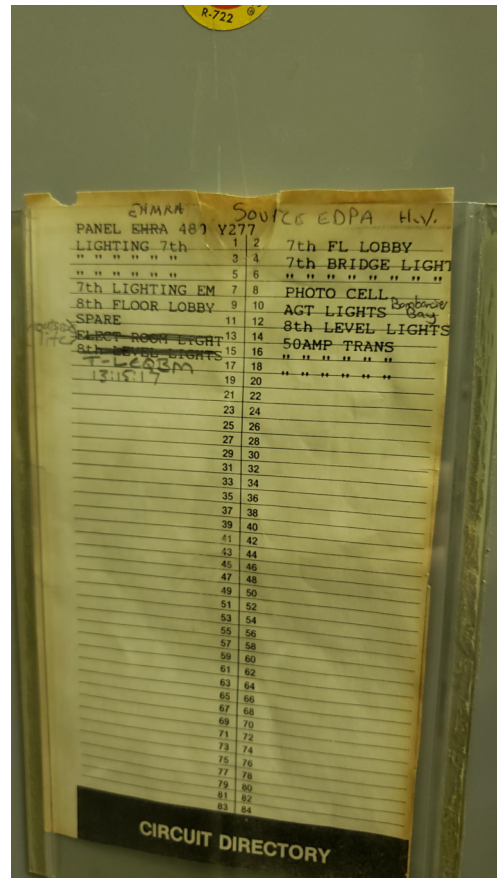 R-722
EHMRA SOURCE EDPA H.V.
PANEL EHRA 480 Y277
LIGHTING 7th 1 2 7th FL LOBBY
" " " " " 3 4 7th BRIDGE LIGHT
" " " " " 5 6 " " " " " " " "
7th LIGHTING EM 7 8 PHOTO CELL
8th FLOOR LOBBY 9 10 AGT LIGHTS Bombardier Bay
SPARE 11 12 8th LEVEL LIGHTS
ELECT ROOM LIGHT 13 14 50AMP TRANS
8th LEVEL LIGHTS 15 16 " " " " "
T-LCQBM 17 18 " " " " "
13:15:17 19 20
21 22
23 24
25 26
27 28
29 30
31 32
33 34
35 36
37 38
39 40
41 42
43 44
45 46
47 48
49 50
51 52
53 54
55 56
57 58
59 60
61 62
63 64
65 66
67 68
69 70
71 72
73 74
75 76
77 78
79 80
81 82
83 84
CIRCUIT DIRECTORY